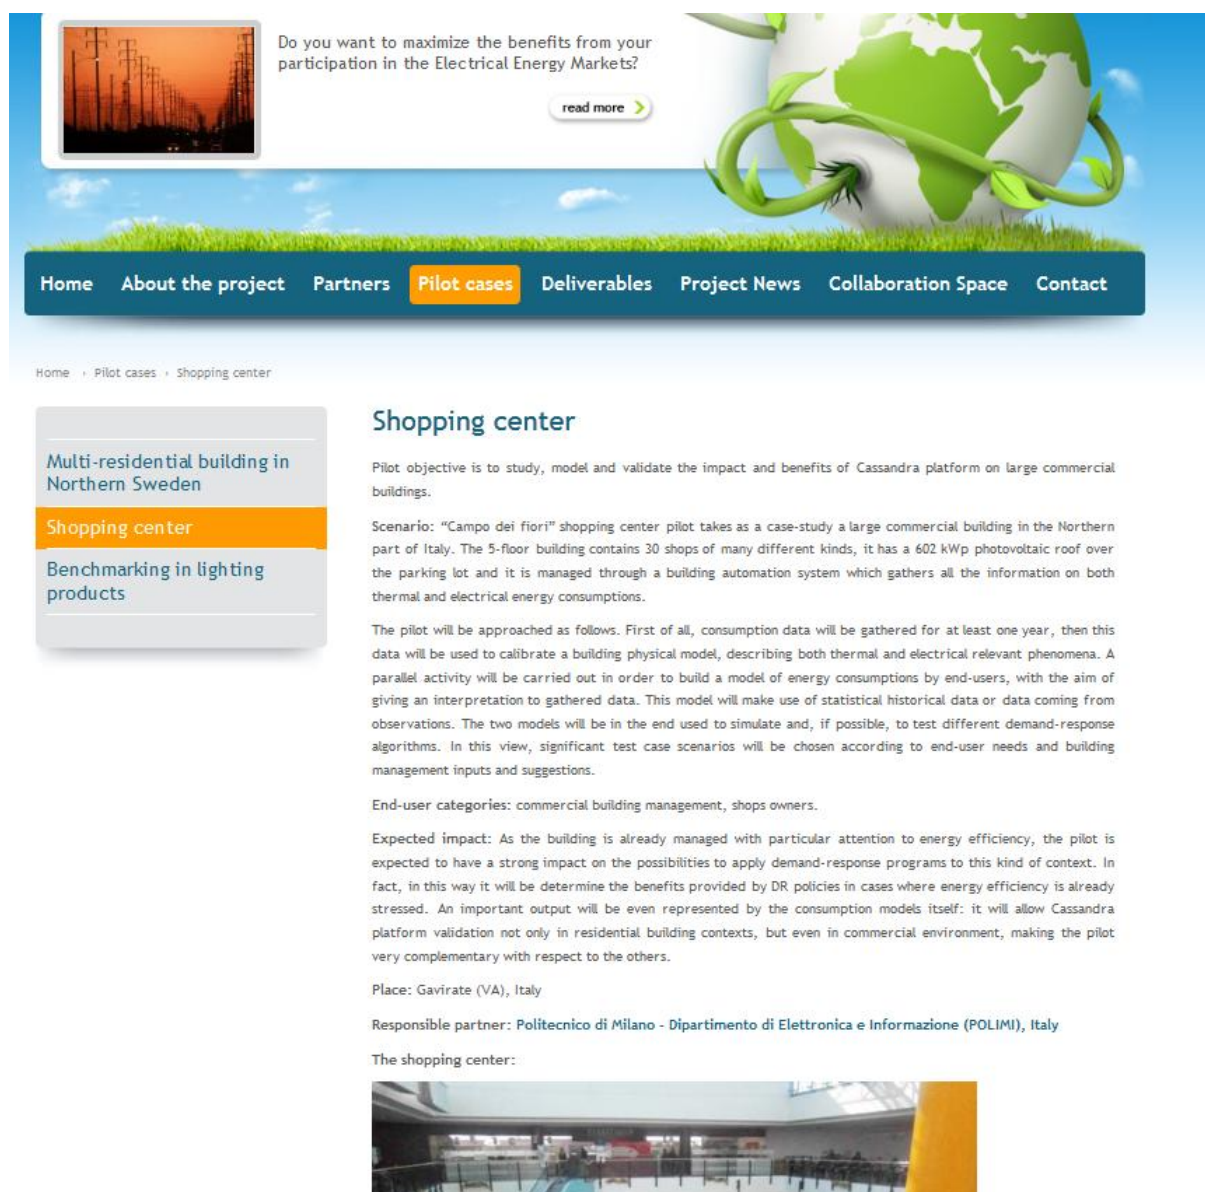 Do you want to maximize the benefits from your
participation in the Electrical Energy Markets?
read more
Home About the project Partners Pilot cases Deliverables Project News Collaboration Space Contact
Home › Pilot cases › Shopping center
Multi-residential building in
Northern Sweden
Shopping center
Benchmarking in lighting
products
Shopping center
Pilot objective is to study, model and validate the impact and benefits of Cassandra platform on large commercial
buildings.
Scenario: “Campo dei fiori” shopping center pilot takes as a case-study a large commercial building in the Northern
part of Italy. The 5-floor building contains 30 shops of many different kinds, it has a 602 kWp photovoltaic roof over
the parking lot and it is managed through a building automation system which gathers all the information on both
thermal and electrical energy consumptions.
The pilot will be approached as follows. First of all, consumption data will be gathered for at least one year, then this
data will be used to calibrate a building physical model, describing both thermal and electrical relevant phenomena. A
parallel activity will be carried out in order to build a model of energy consumptions by end-users, with the aim of
giving an interpretation to gathered data. This model will make use of statistical historical data or data coming from
observations. The two models will be in the end used to simulate and, if possible, to test different demand-response
algorithms. In this view, significant test case scenarios will be chosen according to end-user needs and building
management inputs and suggestions.
End-user categories: commercial building management, shops owners.
Expected impact: As the building is already managed with particular attention to energy efficiency, the pilot is
expected to have a strong impact on the possibilities to apply demand-response programs to this kind of context. In
fact, in this way it will be determine the benefits provided by DR policies in cases where energy efficiency is already
stressed. An important output will be even represented by the consumption models itself: it will allow Cassandra
platform validation not only in residential building contexts, but even in commercial environment, making the pilot
very complementary with respect to the others.
Place: Gavirate (VA), Italy
Responsible partner: Politecnico di Milano - Dipartimento di Elettronica e Informazione (POLIMI), Italy
The shopping center: